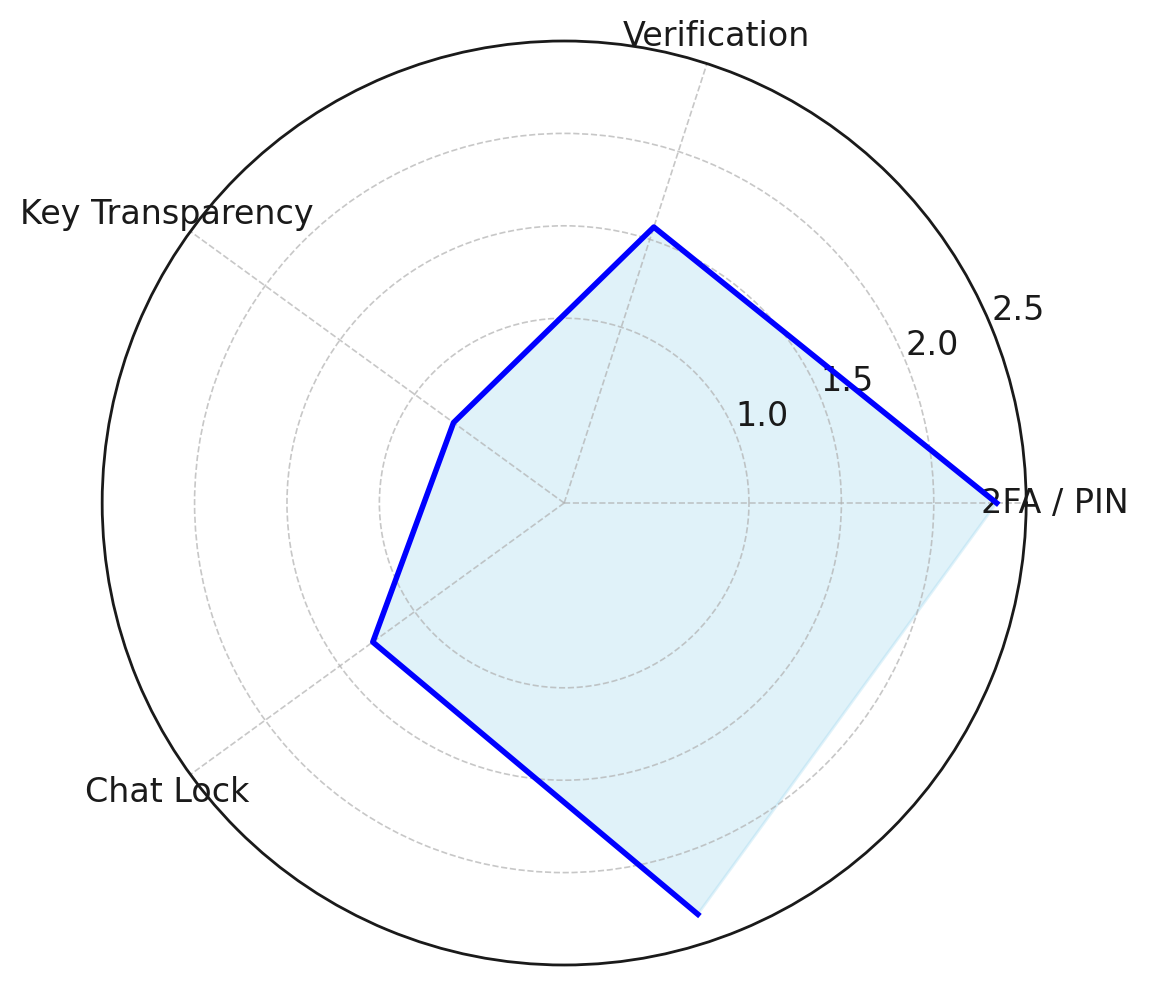 Verification
Key Transparency
2.5
2.0
1.5
1.0
2FA / PIN
Chat Lock